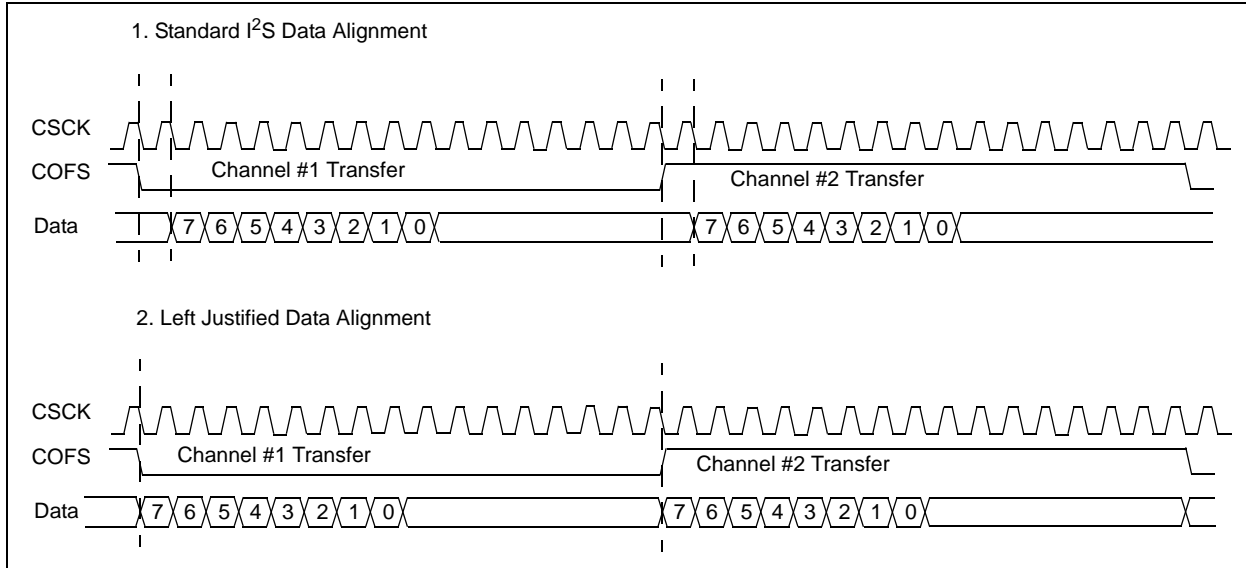 1. Standard I²S Data Alignment
CSCK
COFS
Channel #1 Transfer
Channel #2 Transfer
Data
7 6 5 4 3 2 1 0
7 6 5 4 3 2 1 0
2. Left Justified Data Alignment
CSCK
COFS
Channel #1 Transfer
Channel #2 Transfer
Data
7 6 5 4 3 2 1 0
7 6 5 4 3 2 1 0